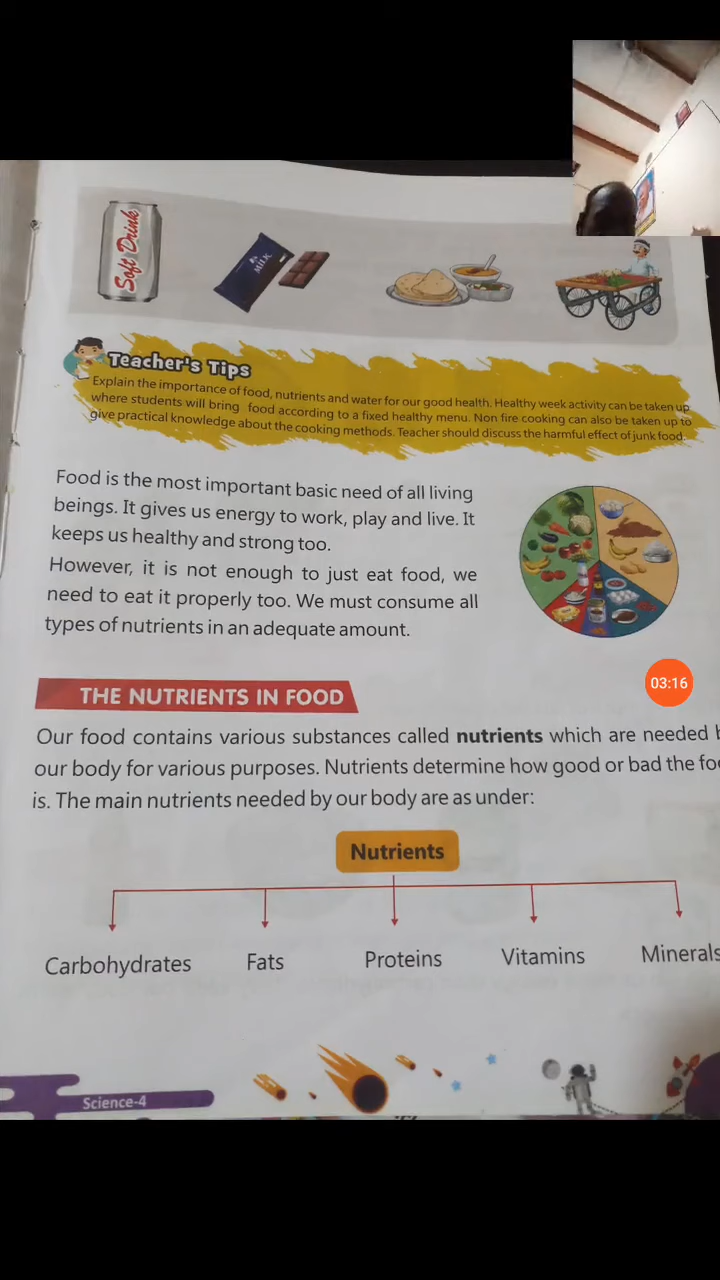 Soft Drink
MILK
Teacher's Tips
Explain the importance of food, nutrients and water for our good health. Healthy week activity can be taken up
where students will bring food according to a fixed healthy menu. Non fire cooking can also be taken up to
give practical knowledge about the cooking methods. Teacher should discuss the harmful effect of junk food.
Food is the most important basic need of all living
beings. It gives us energy to work, play and live. It
keeps us healthy and strong too.
However, it is not enough to just eat food, we
need to eat it properly too. We must consume all
types of nutrients in an adequate amount.
03:16
THE NUTRIENTS IN FOOD
Our food contains various substances called nutrients which are needed
our body for various purposes. Nutrients determine how good or bad the
is. The main nutrients needed by our body are as under:
Nutrients
Carbohydrates Fats Proteins Vitamins Minerals
Science-4